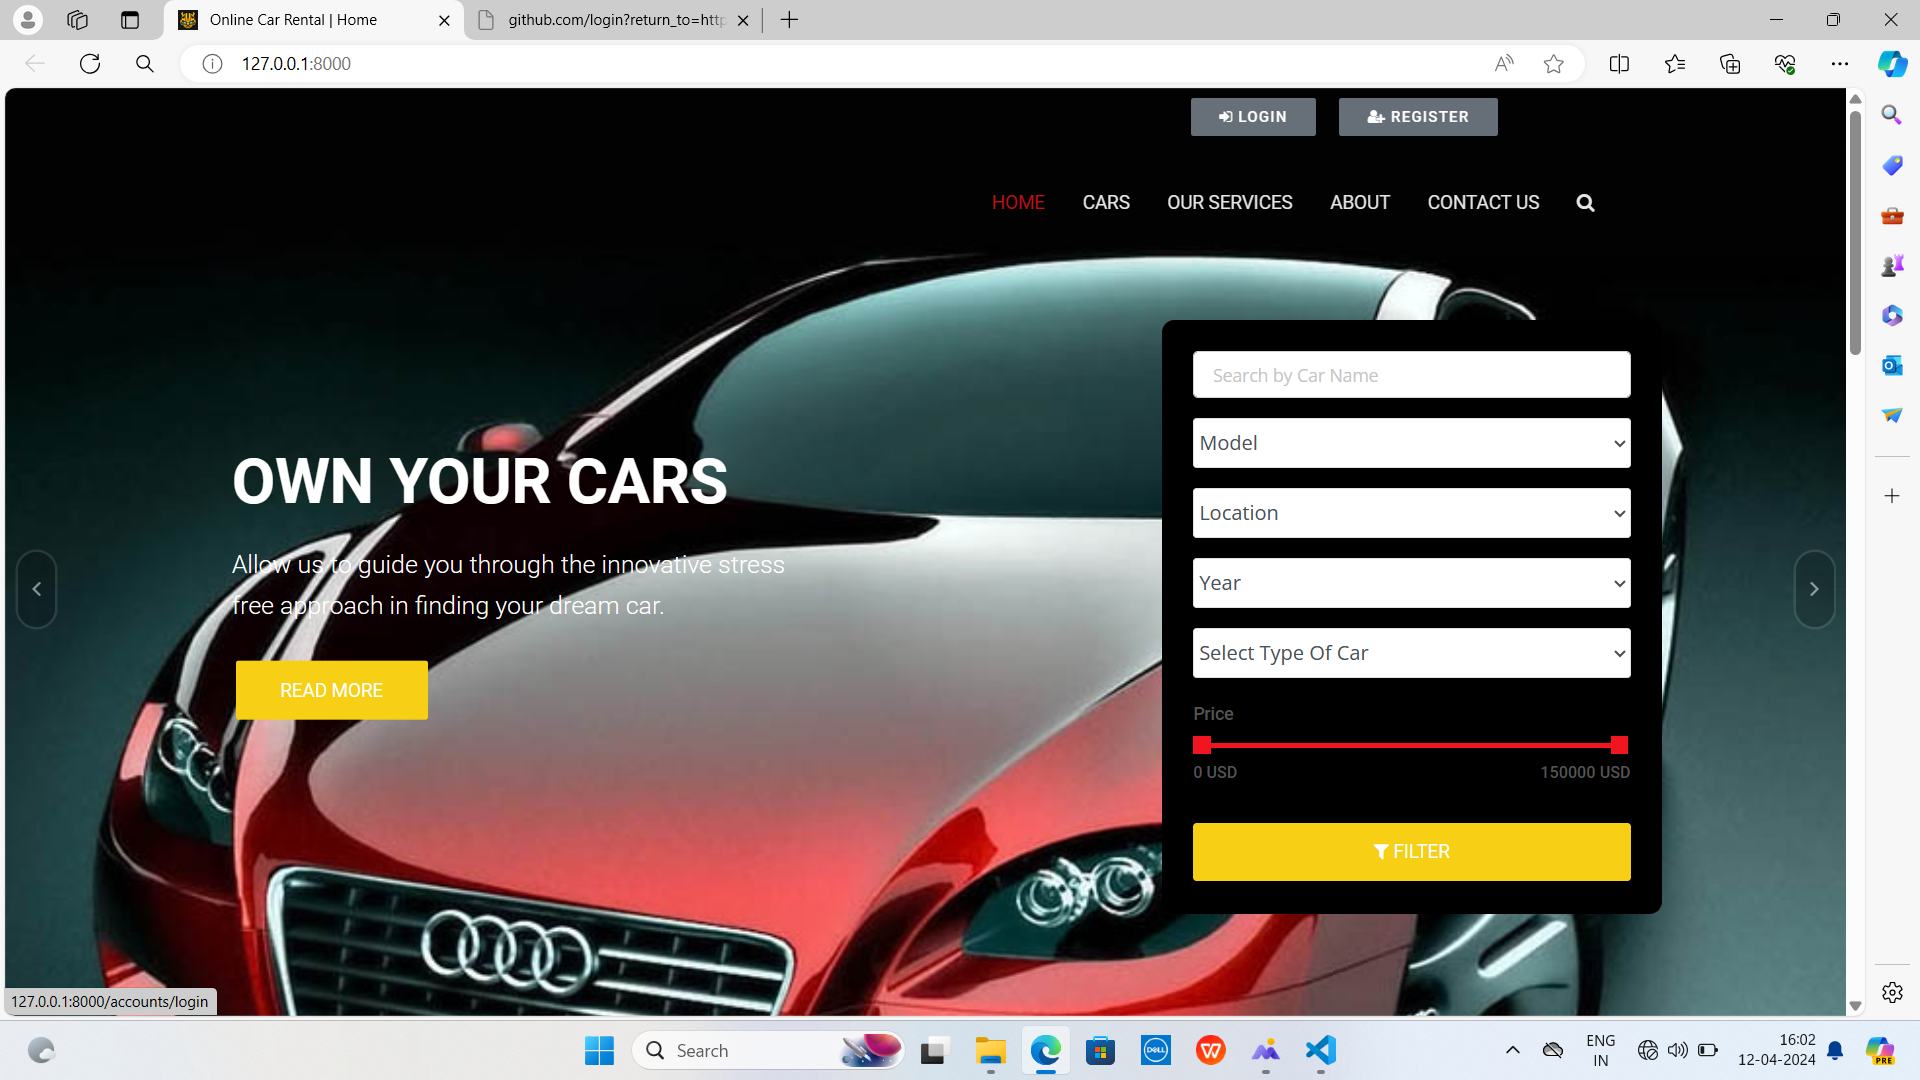 Online Car Rental | Home
github.com/login?return_to=http
127.0.0.1:8000
LOGIN
REGISTER
HOME
CARS
OUR SERVICES
ABOUT
CONTACT US
Search by Car Name
Model
Location
Year
Select Type Of Car
Price
0 USD
150000 USD
FILTER
OWN YOUR CARS
Allow us to guide you through the innovative stress
free approach in finding your dream car.
READ MORE
127.0.0.1:8000/accounts/login
Search
DELL
ENG
IN
16:02
12-04-2024
PRE